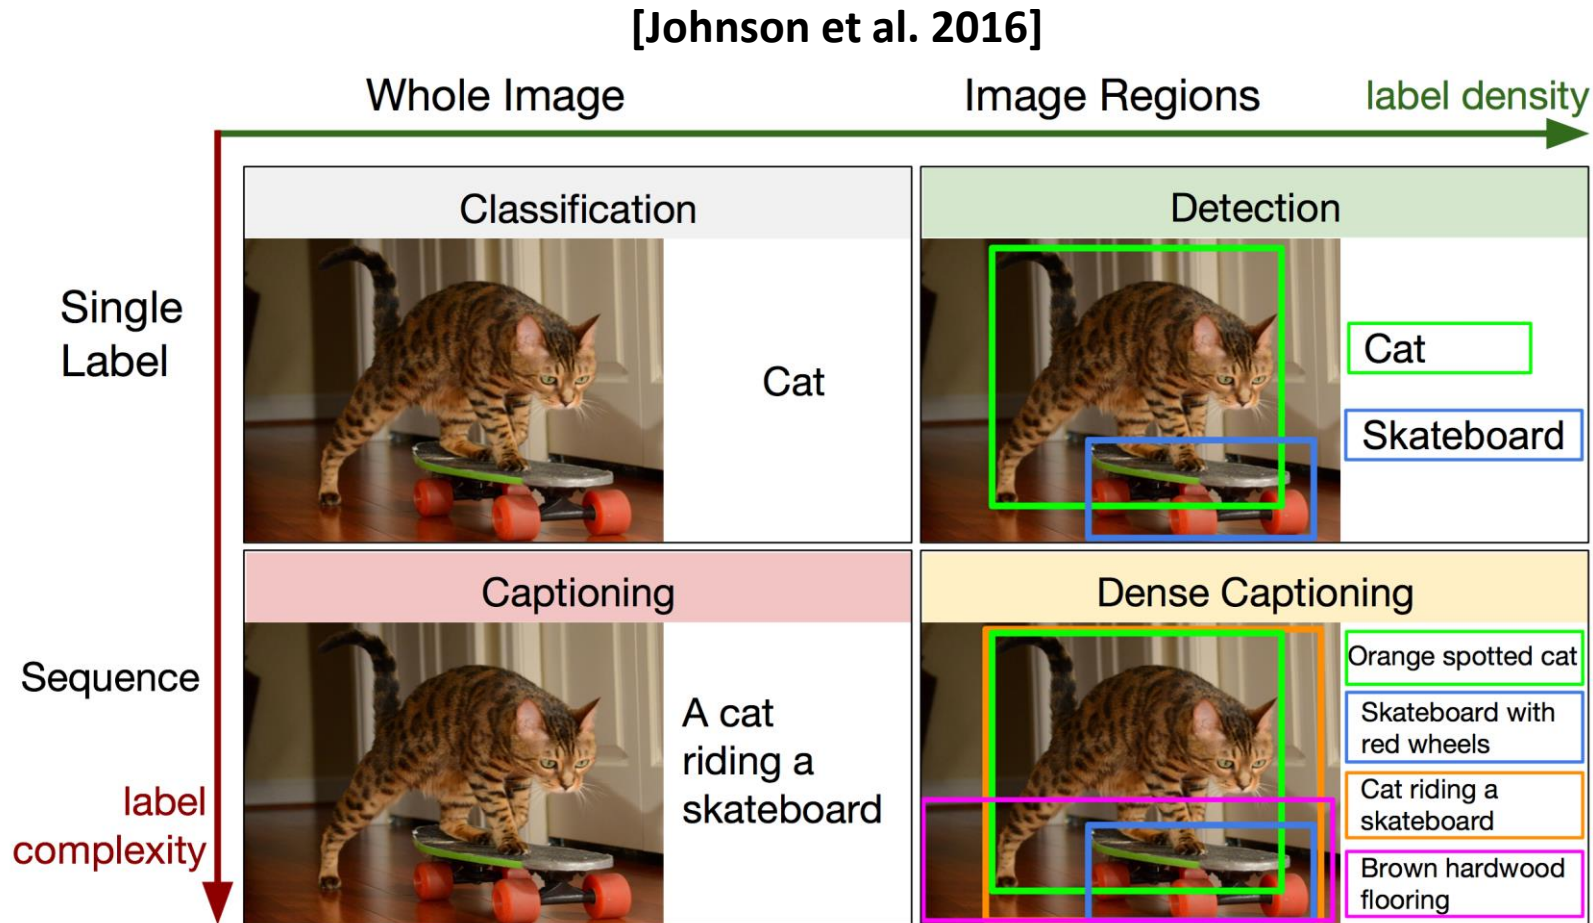 [Johnson et al. 2016]
Whole Image
Image Regions
label density
Single
Label
Classification
Cat
Detection
Cat
Skateboard
Sequence
label
complexity
Captioning
A cat
riding a
skateboard
Dense Captioning
Orange spotted cat
Skateboard with
red wheels
Cat riding a
skateboard
Brown hardwood
flooring